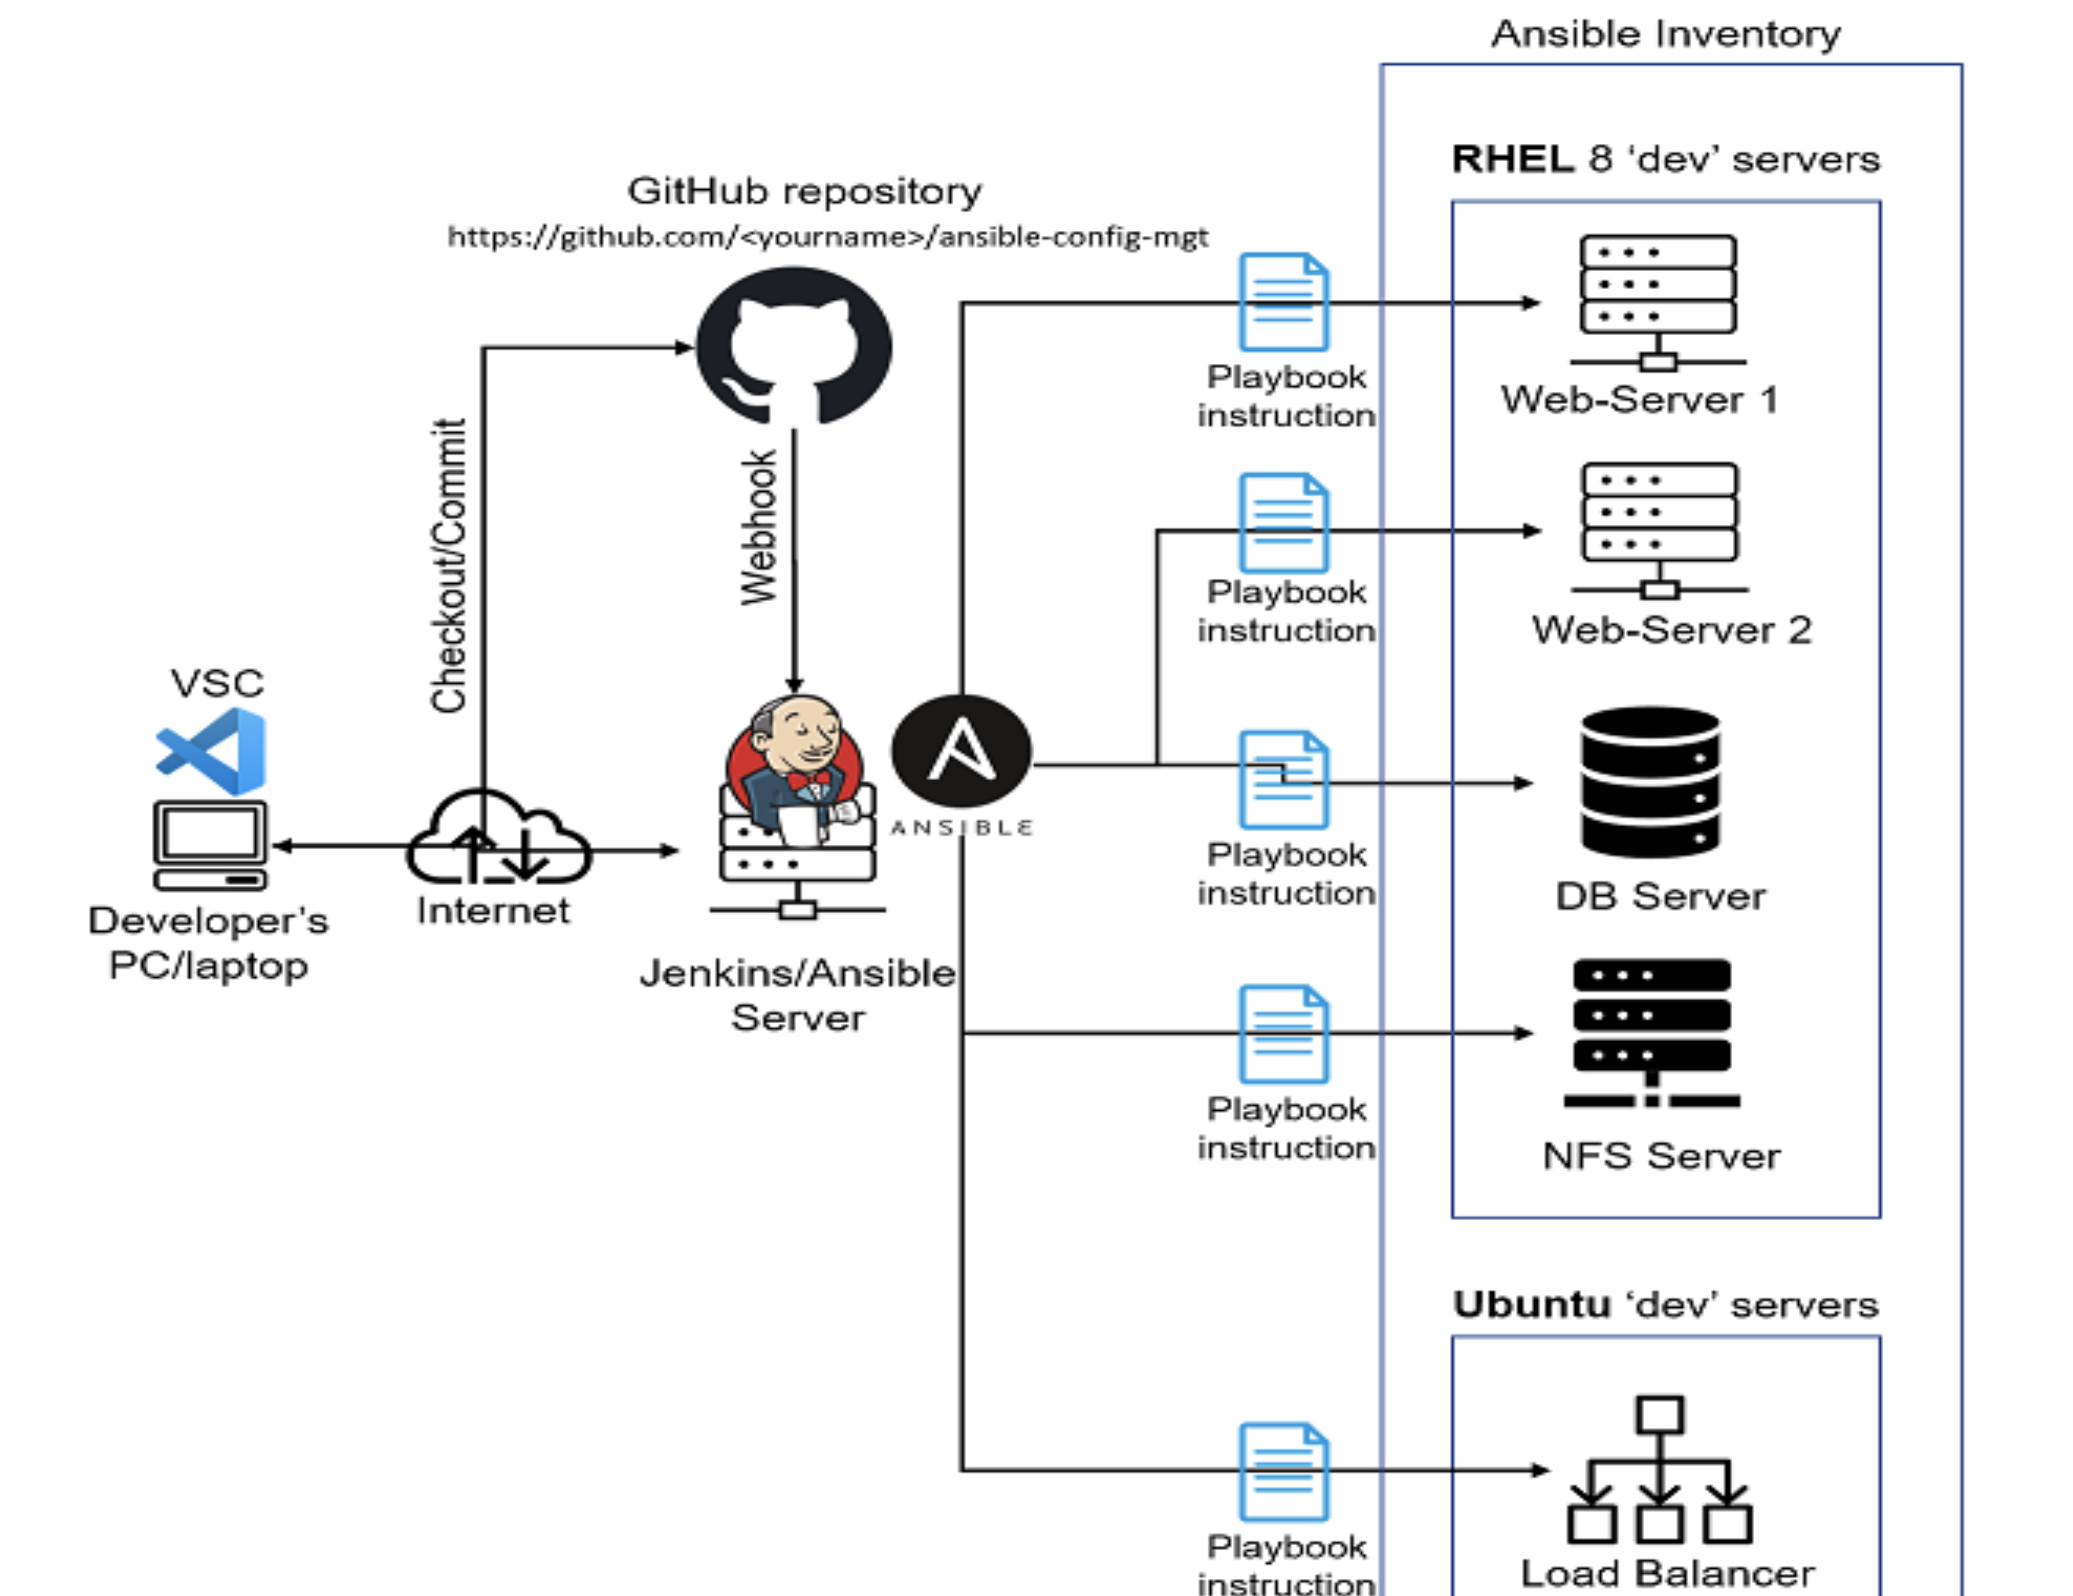 Ansible Inventory
RHEL 8 ‘dev’ servers
GitHub repository
https://github.com/<yourname>/ansible-config-mgt
Playbook
instruction
Web-Server 1
Checkout/Commit
Webhook
Playbook
instruction
Web-Server 2
VSC
ANSIBLE
Playbook
instruction
DB Server
Internet
Developer's
PC/laptop
Jenkins/Ansible
Server
Playbook
instruction
NFS Server
Ubuntu ‘dev’ servers
Playbook
instruction
Load Balancer